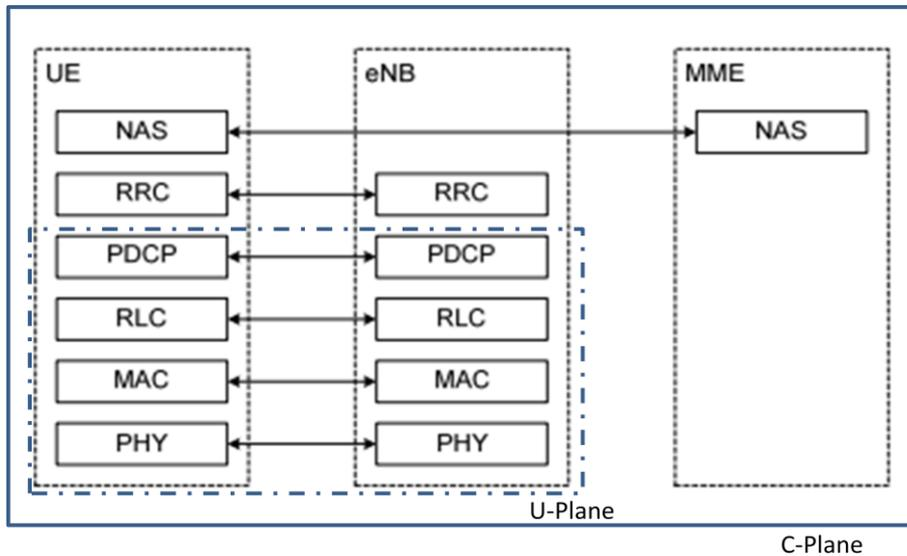 UE
eNB
MME
NAS
NAS
RRC
RRC
PDCP
PDCP
RLC
RLC
MAC
MAC
PHY
PHY
U-Plane
C-Plane